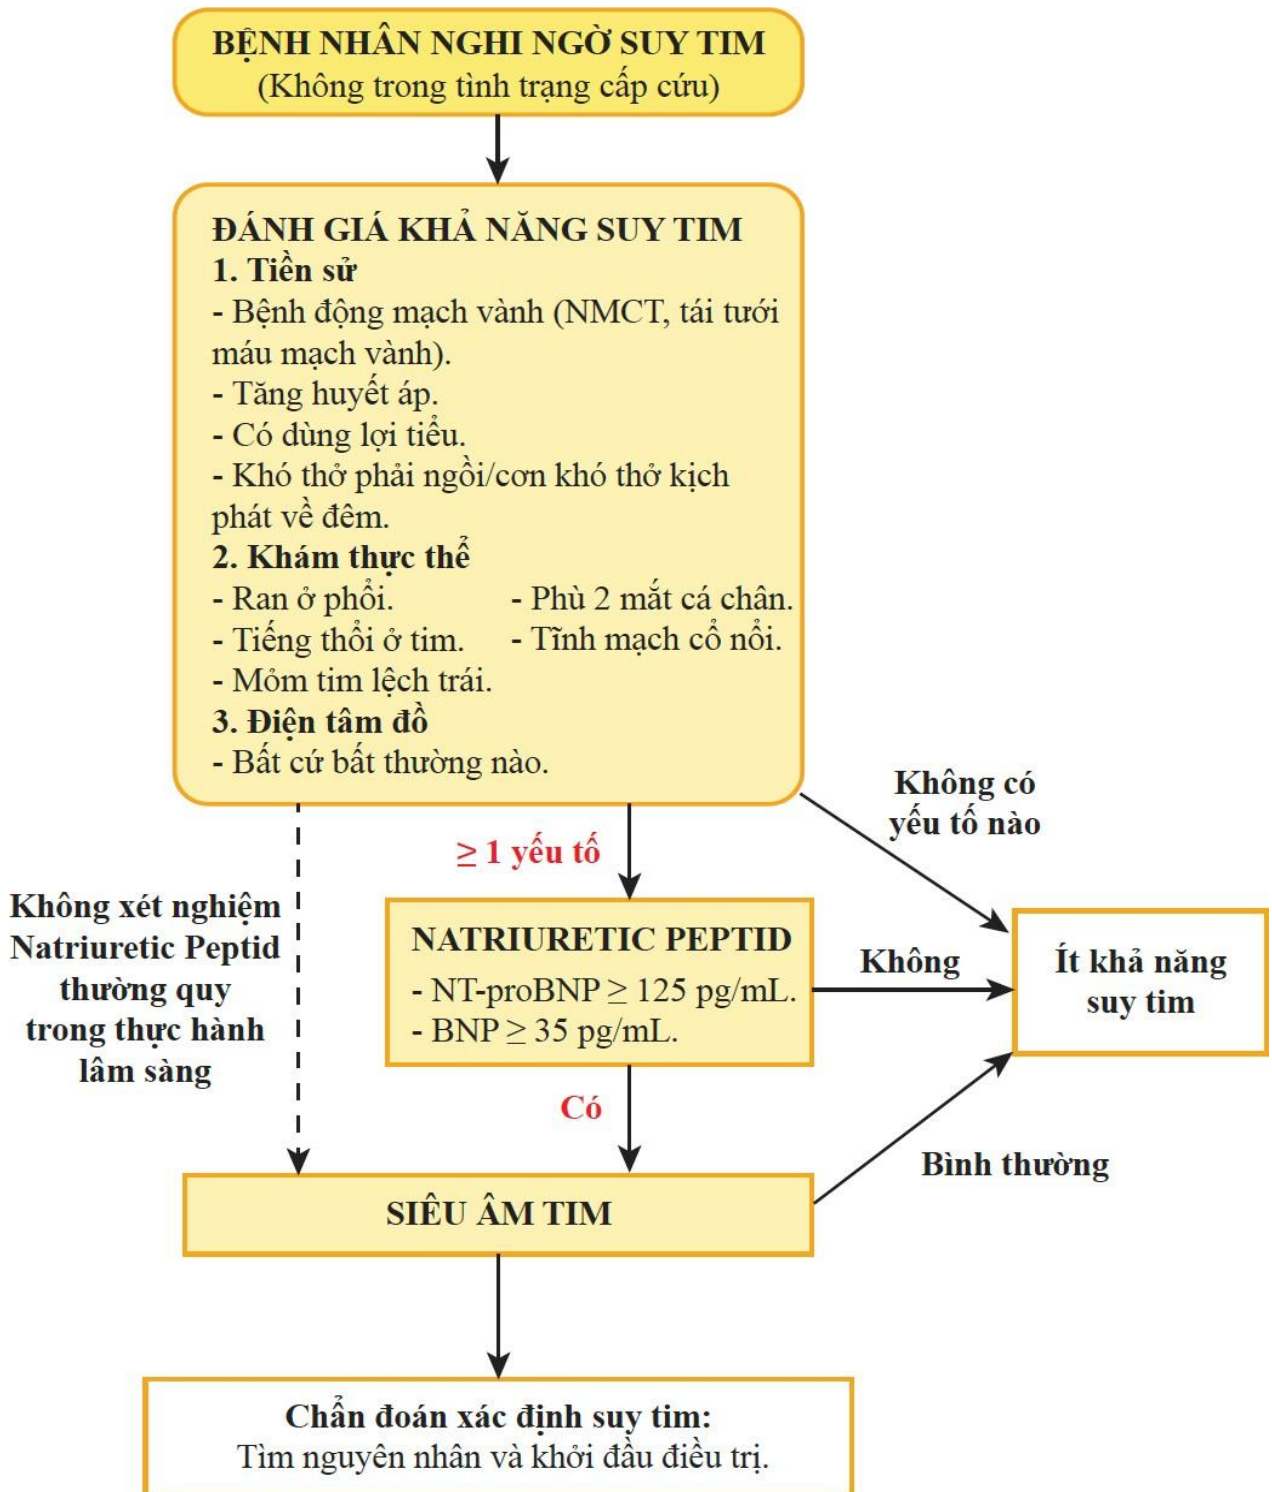 BỆNH NHÂN NGHI NGỜ SUY TIM
(Không trong tình trạng cấp cứu)
ĐÁNH GIÁ KHẢ NĂNG SUY TIM
1. Tiền sử
- Bệnh động mạch vành (NMCT, tái tưới
máu mạch vành).
- Tăng huyết áp.
- Có dùng lợi tiểu.
- Khó thở phải ngồi/cơn khó thở kịch
phát về đêm.
2. Khám thực thể
- Ran ở phổi.
- Phù 2 mắt cá chân.
- Tiếng thổi ở tim.
- Tĩnh mạch cổ nổi.
- Mỏm tim lệch trái.
3. Điện tâm đồ
- Bất cứ bất thường nào.
Không có
yếu tố nào
≥ 1 yếu tố
Không xét nghiệm
Natriuretic Peptid
thường quy
trong thực hành
lâm sàng
NATRIURETIC PEPTID
- NT-proBNP ≥ 125 pg/mL.
- BNP ≥ 35 pg/mL.
Không
Ít khả năng
suy tim
Có
Bình thường
SIÊU ÂM TIM
Chẩn đoán xác định suy tim:
Tìm nguyên nhân và khởi đầu điều trị.